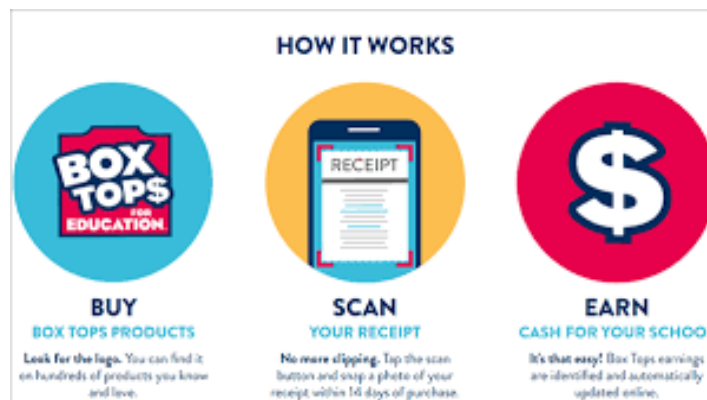 HOW IT WORKS
BOX
TOP$
FOR
EDUCATION
RECEIPT
$
BUY
BOX TOPS PRODUCTS
Look for the logo. You can find it
on hundreds of products you know
and love.
SCAN
YOUR RECEIPT
No more clipping. Tap the scan
button and snap a photo of your
receipt within 14 days of purchase.
EARN
CASH FOR YOUR SCHOO
It's that easy! Box Tops earnings
are identified and automatically
updated online.